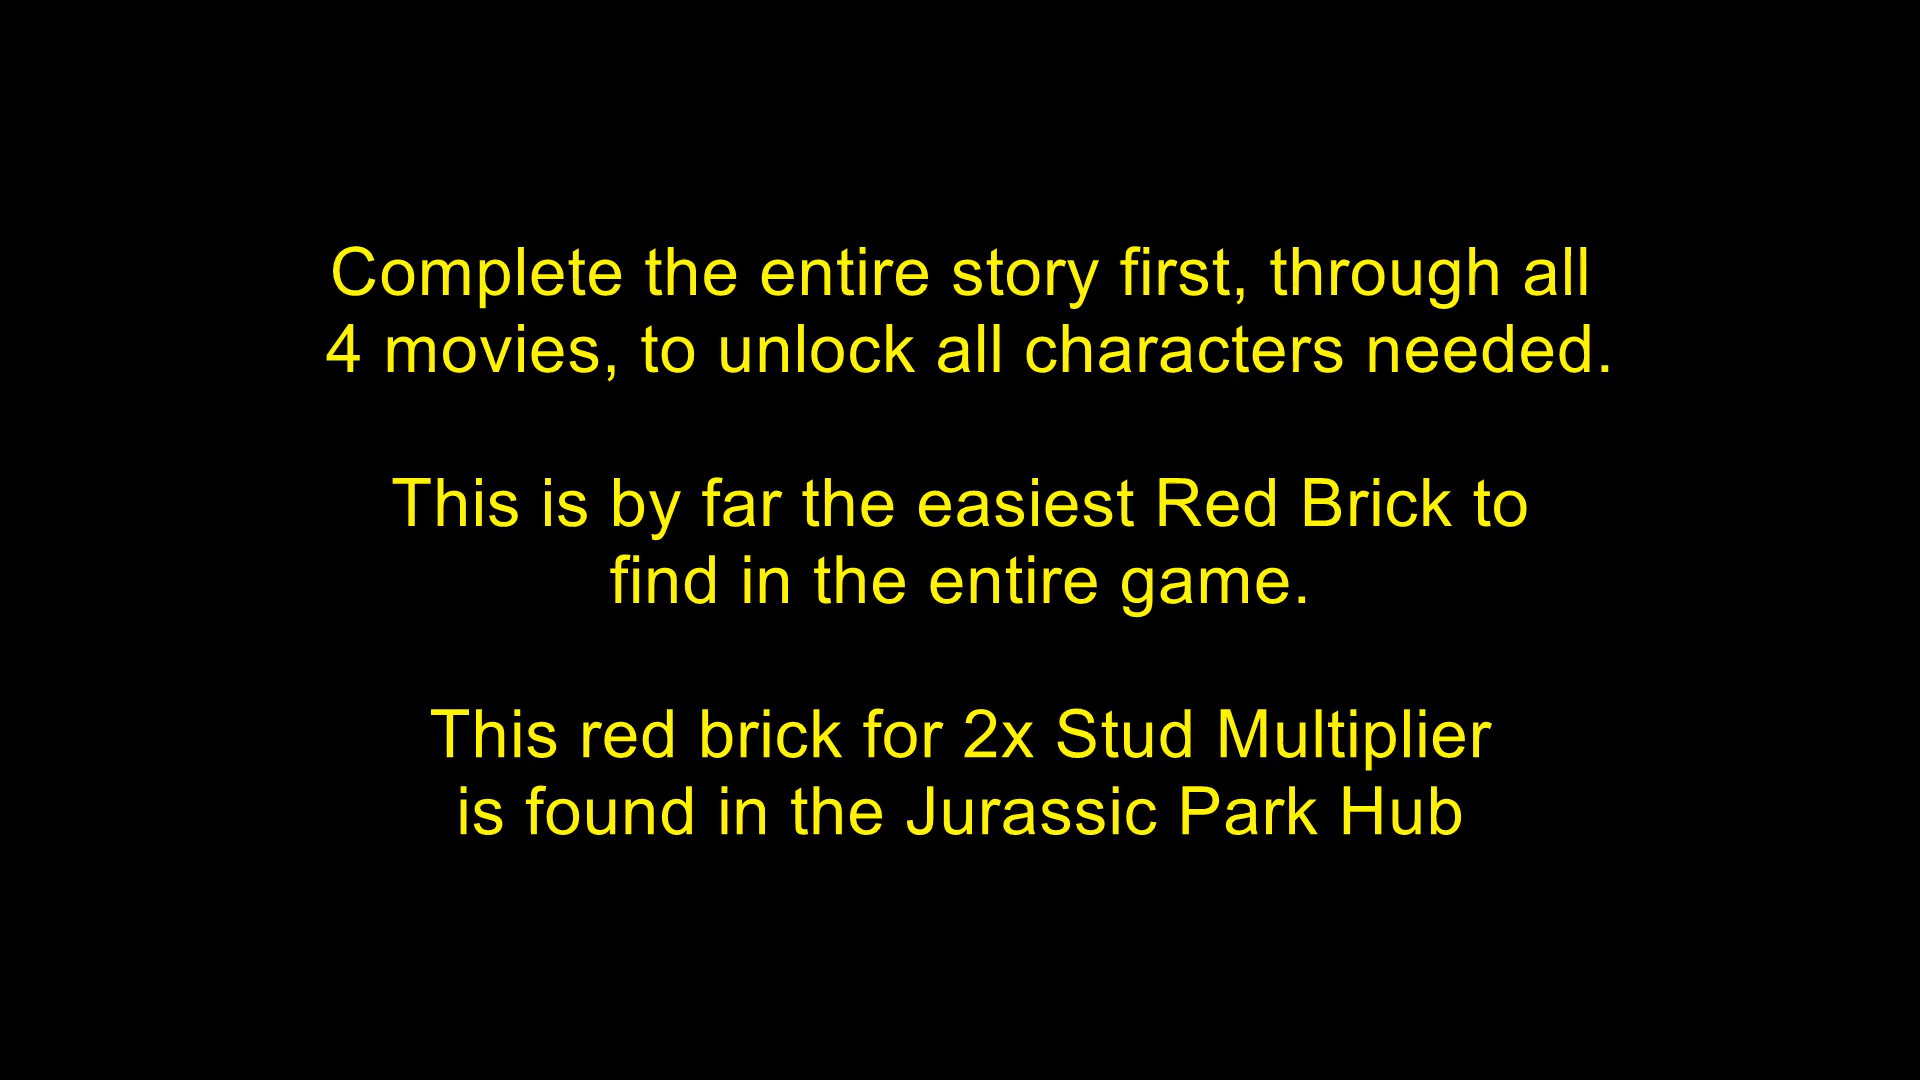 Complete the entire story first, through all
4 movies, to unlock all characters needed.
This is by far the easiest Red Brick to
find in the entire game.
This red brick for 2x Stud Multiplier
is found in the Jurassic Park Hub